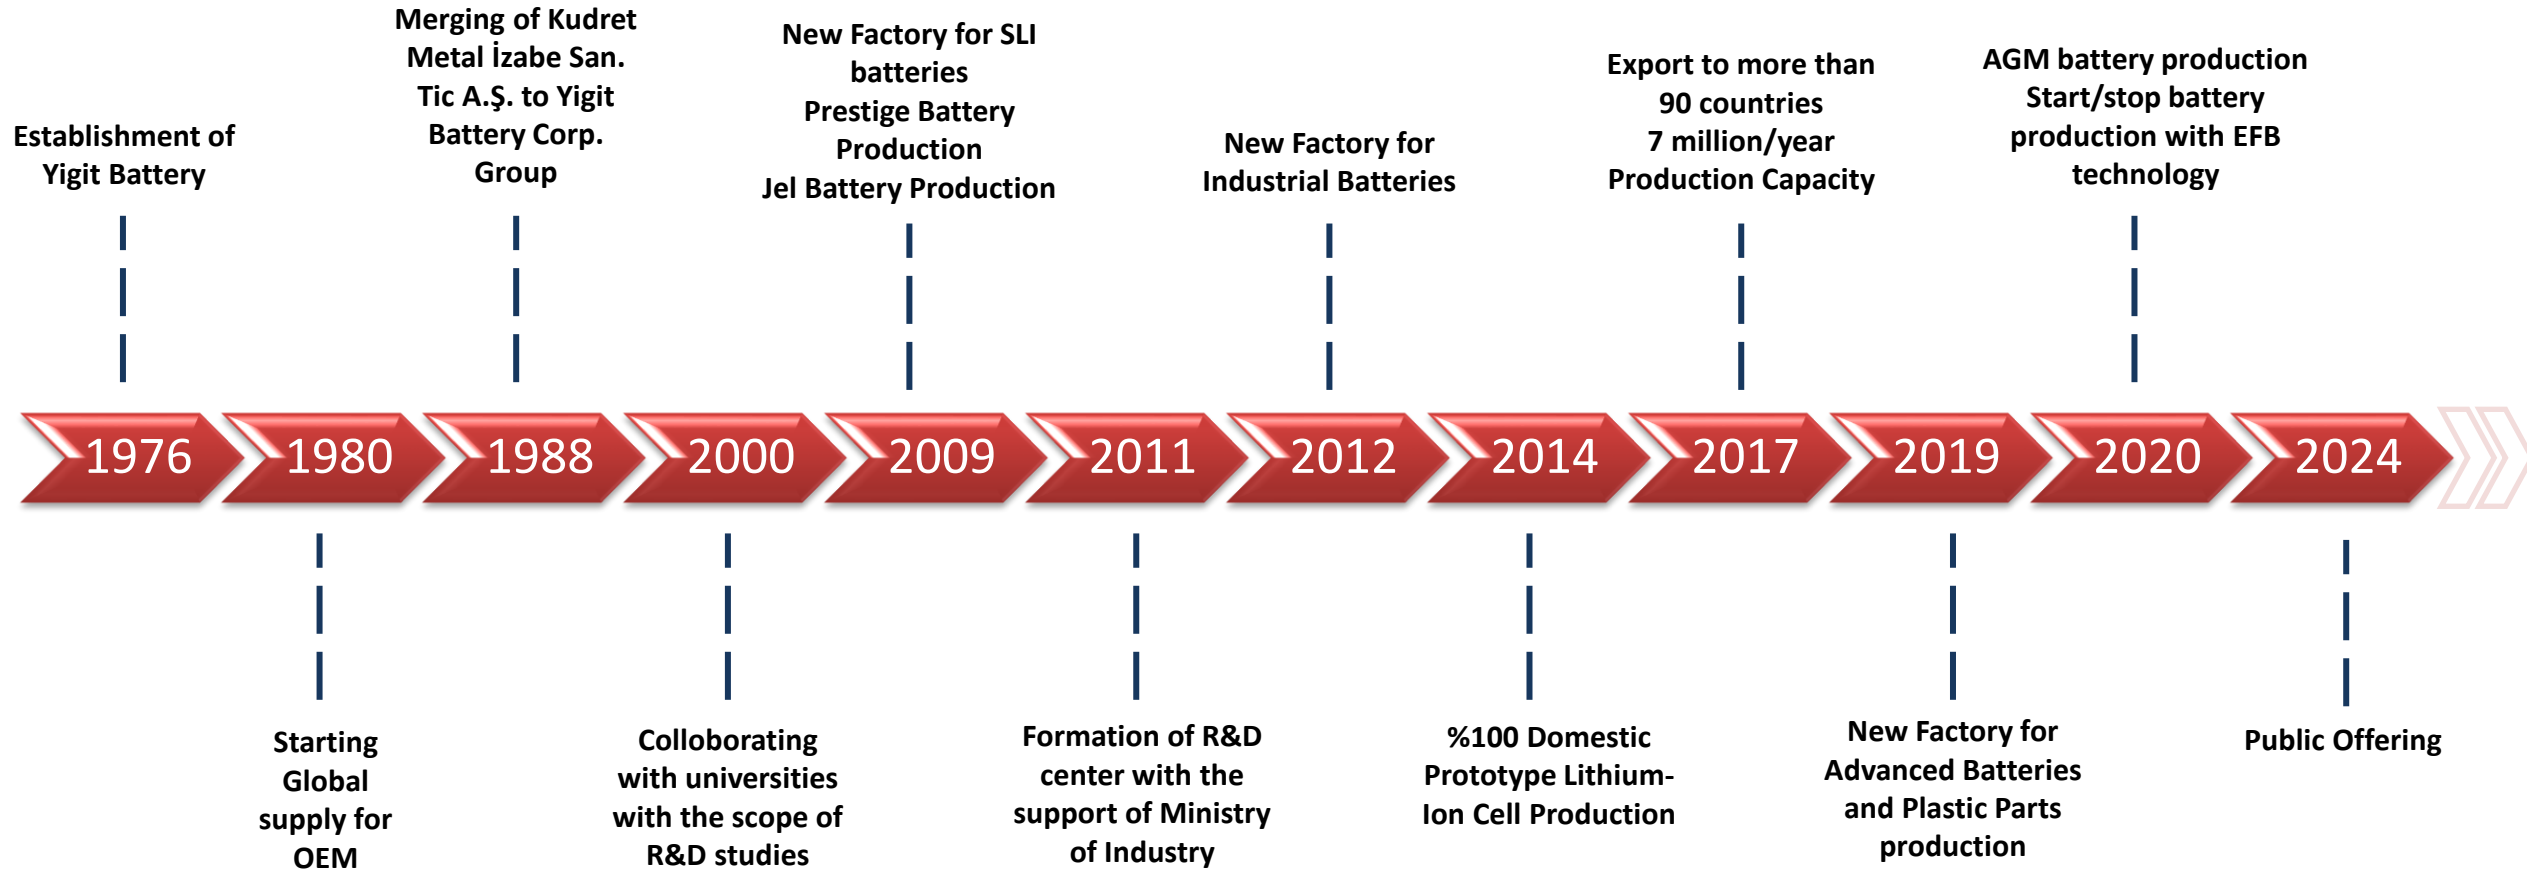 Establishment of
Yigit Battery
Merging of Kudret
Metal İzabe San.
Tic A.Ş. to Yigit
Battery Corp.
Group
New Factory for SLI
batteries
Prestige Battery
Production
Jel Battery Production
New Factory for
Industrial Batteries
Export to more than
90 countries
7 million/year
Production Capacity
AGM battery production
Start/stop battery
production with EFB
technology
1976
1980
1988
2000
2009
2011
2012
2014
2017
2019
2020
2024
Starting
Global
supply for
OEM
Colloborating
with universities
with the scope of
R&D studies
Formation of R&D
center with the
support of Ministry
of Industry
%100 Domestic
Prototype Lithium-
Ion Cell Production
New Factory for
Advanced Batteries
and Plastic Parts
production
Public Offering